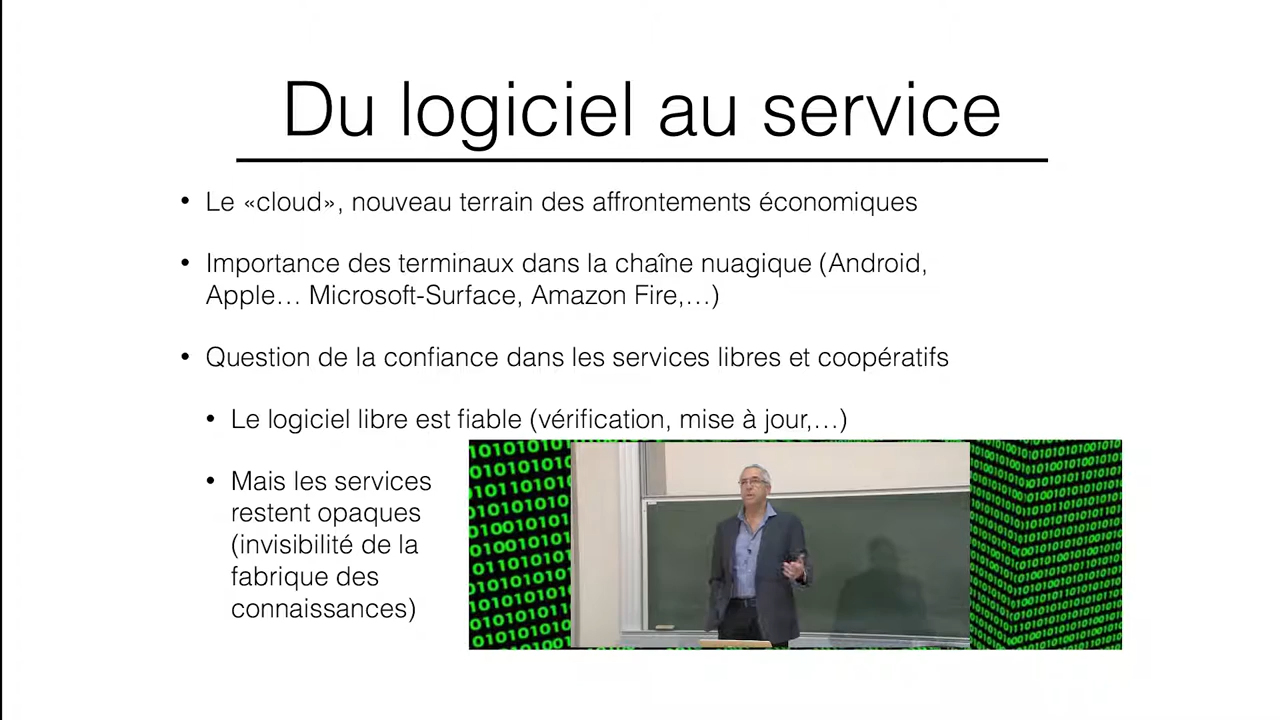 Du logiciel au service
• Le «cloud», nouveau terrain des affrontements économiques
• Importance des terminaux dans la chaîne nuagique (Android,
Apple… Microsoft-Surface, Amazon Fire,…)
• Question de la confiance dans les services libres et coopératifs
• Le logiciel libre est fiable (vérification, mise à jour,…)
• Mais les services
restent opaques
(invisibilité de la
fabrique des
connaissances)